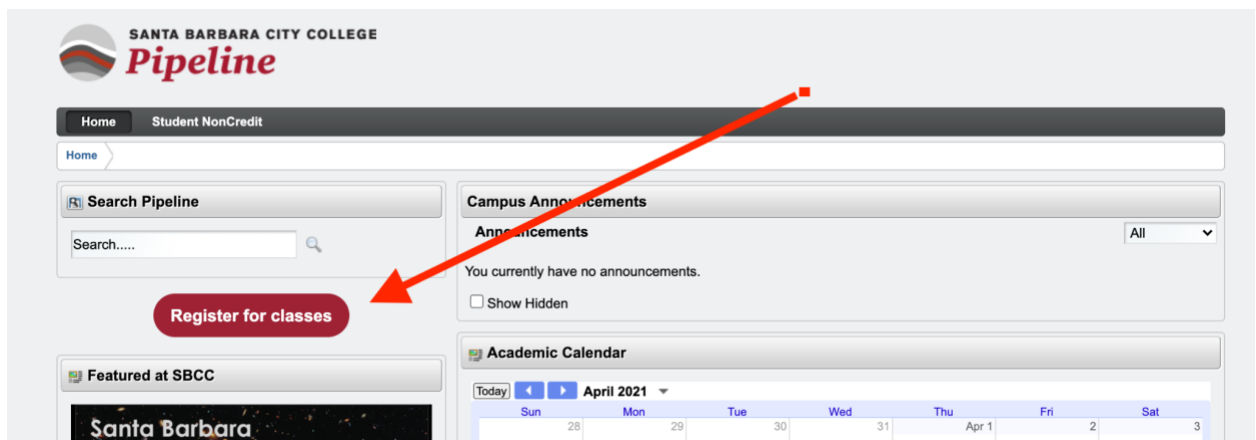 SANTA BARBARA CITY COLLEGE
Pipeline
Home Student NonCredit
Home
Search Pipeline
Search.....
Register for classes
Featured at SBCC
Santa Barbara
Campus Announcements
Announcements
All
You currently have no announcements.
Show Hidden
Academic Calendar
Today April 2021
Sun Mon Tue Wed Thu Fri Sat
28 29 30 31 Apr 1 2 3